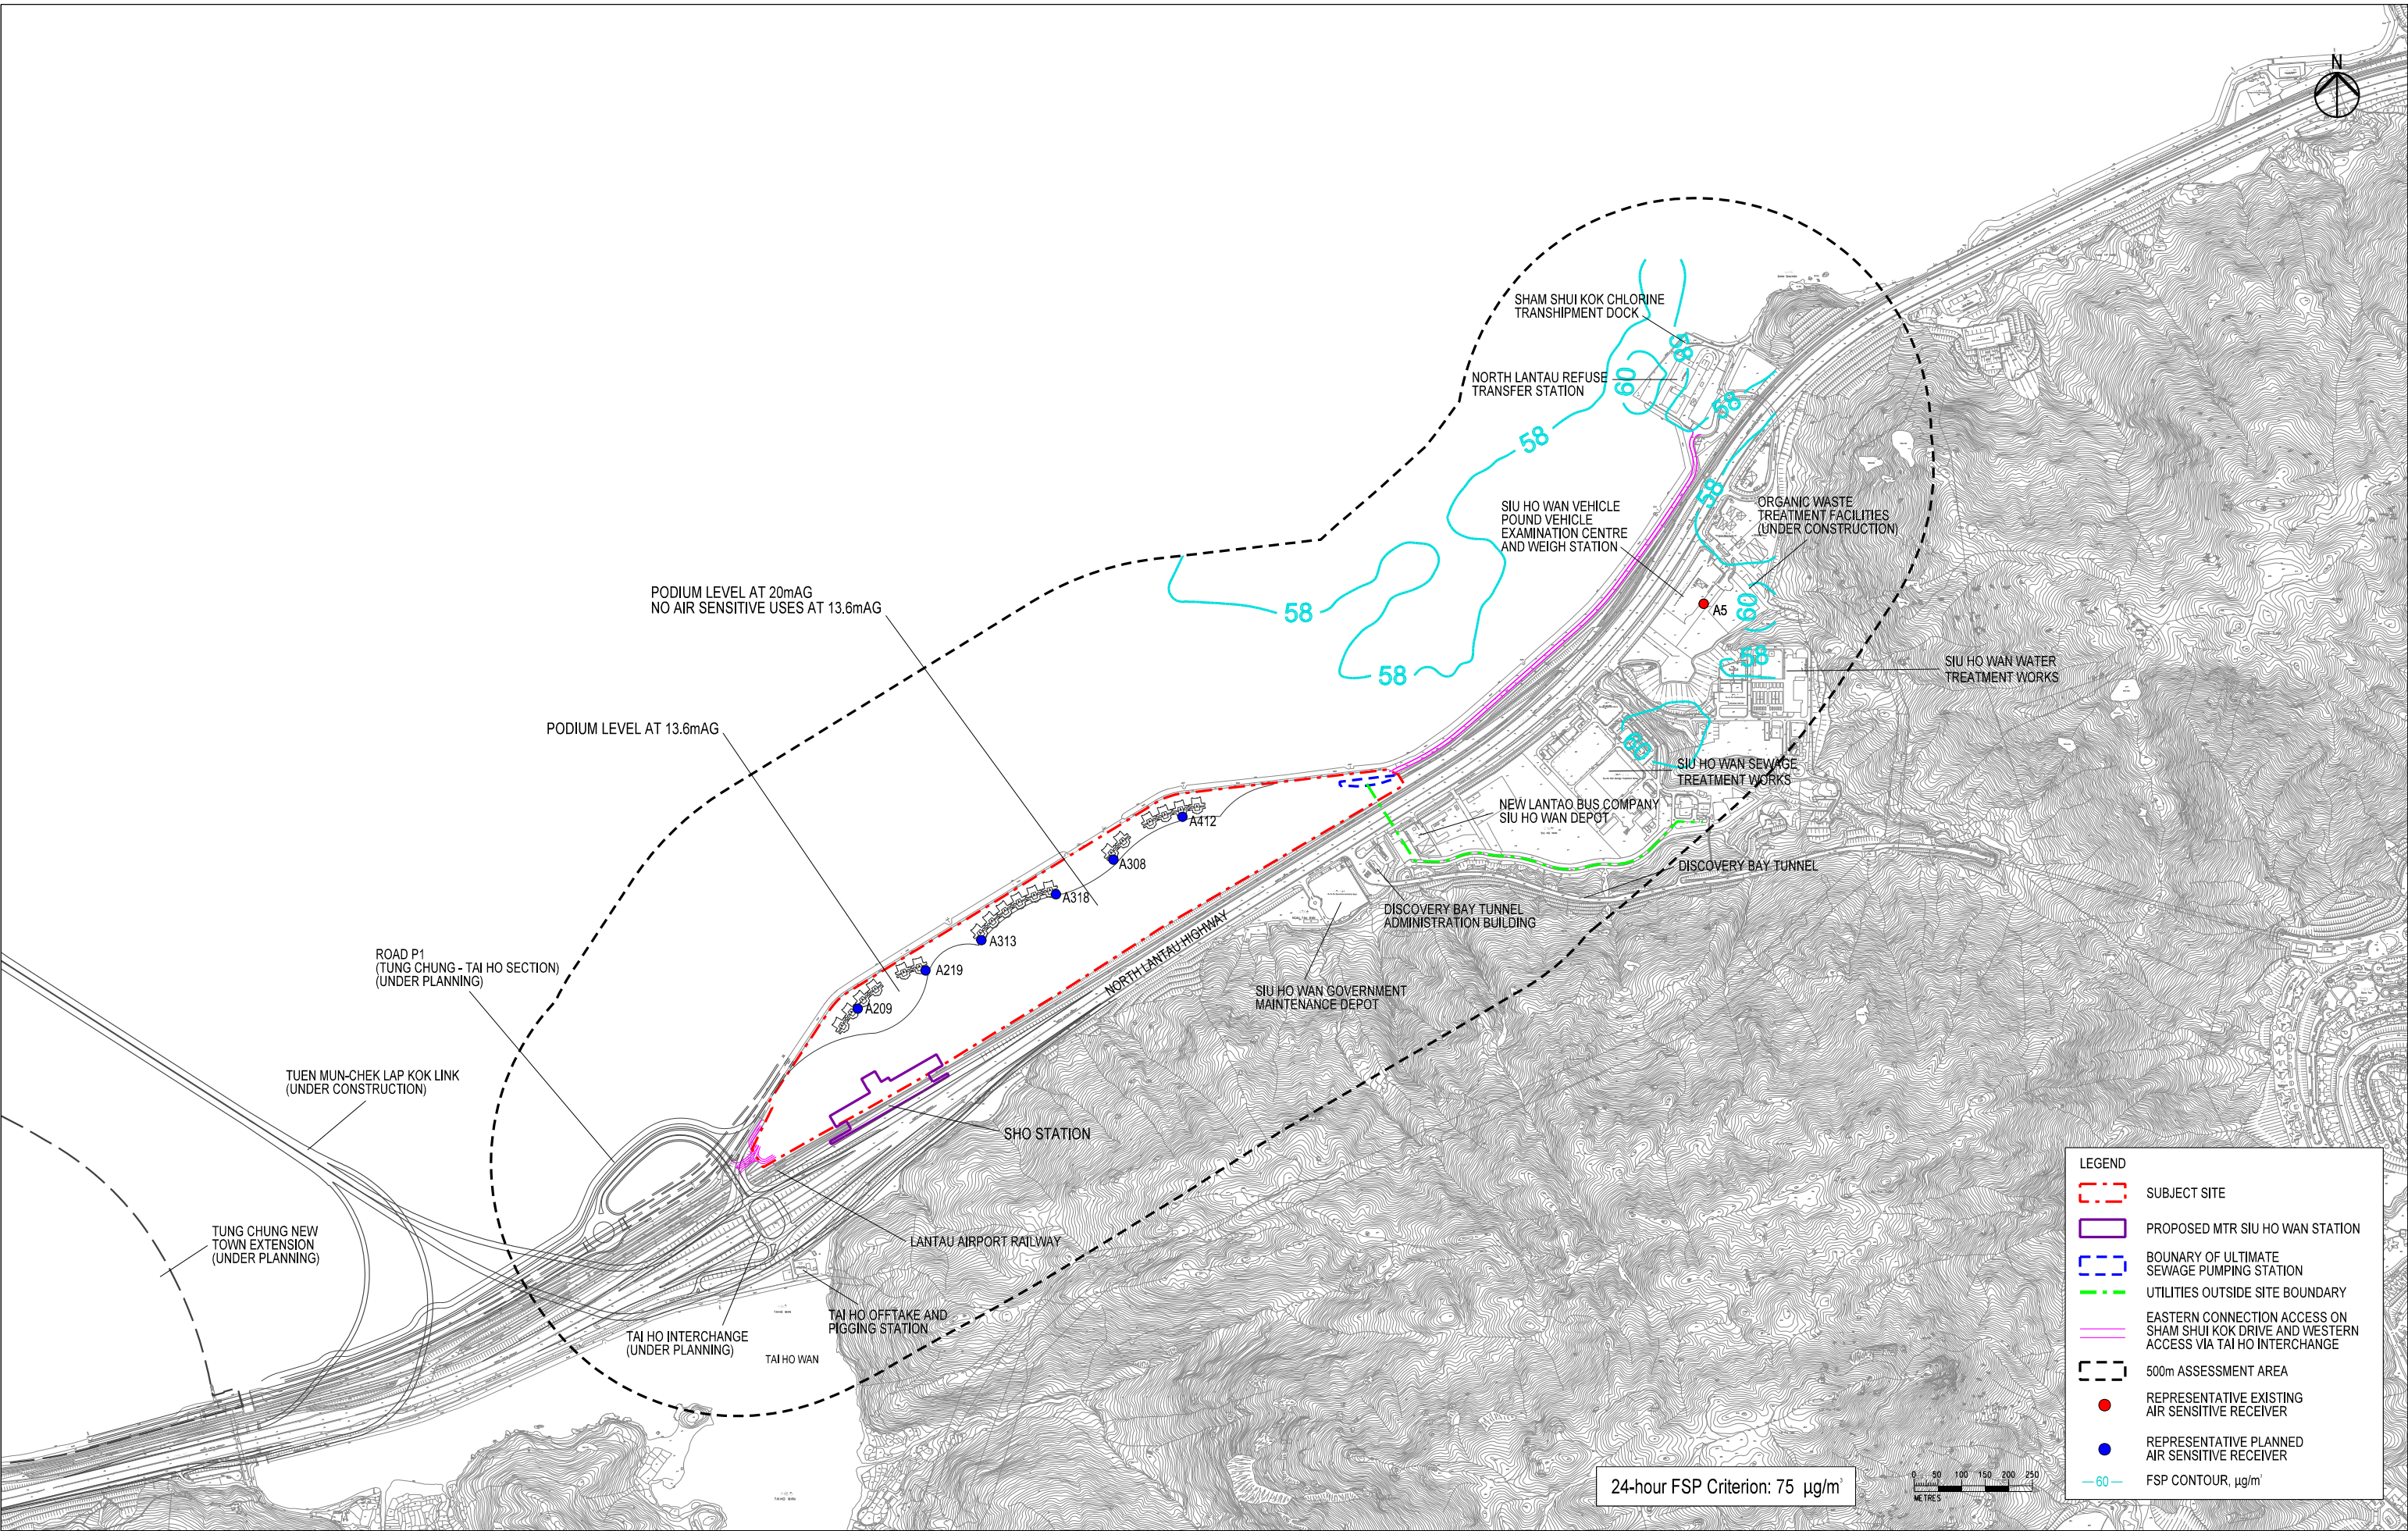 N
SHAM SHUI KOK CHLORINE
TRANSHIPMENT DOCK
58
NORTH LANTAU REFUSE
TRANSFER STATION
60
58
58
58
SIU HO WAN VEHICLE
POUND VEHICLE
EXAMINATION CENTRE
AND WEIGH STATION
ORGANIC WASTE
TREATMENT FACILITIES
(UNDER CONSTRUCTION)
PODIUM LEVEL AT 20mAG
NO AIR SENSITIVE USES AT 13.6mAG
58
A5
60
58
58
SIU HO WAN WATER
TREATMENT WORKS
PODIUM LEVEL AT 13.6mAG
60
SIU HO WAN SEWAGE
TREATMENT WORKS
NEW LANTAO BUS COMPANY
SIU HO WAN DEPOT
A412
A308
DISCOVERY BAY TUNNEL
A318
DISCOVERY BAY TUNNEL
ADMINISTRATION BUILDING
A313
NORTH LANTAU HIGHWAY
ROAD P1
(TUNG CHUNG - TAI HO SECTION)
(UNDER PLANNING)
A219
SIU HO WAN GOVERNMENT
MAINTENANCE DEPOT
A209
TUEN MUN-CHEK LAP KOK LINK
(UNDER CONSTRUCTION)
SHO STATION
TUNG CHUNG NEW
TOWN EXTENSION
(UNDER PLANNING)
LANTAU AIRPORT RAILWAY
TAI HO OFFTAKE AND
PIGGING STATION
TAI HO INTERCHANGE
(UNDER PLANNING)
TAI HO WAN
LEGEND
SUBJECT SITE
PROPOSED MTR SIU HO WAN STATION
BOUNARY OF ULTIMATE
SEWAGE PUMPING STATION
UTILITIES OUTSIDE SITE BOUNDARY
EASTERN CONNECTION ACCESS ON
SHAM SHUI KOK DRIVE AND WESTERN
ACCESS VIA TAI HO INTERCHANGE
500m ASSESSMENT AREA
REPRESENTATIVE EXISTING
AIR SENSITIVE RECEIVER
REPRESENTATIVE PLANNED
AIR SENSITIVE RECEIVER
60 FSP CONTOUR, µg/m³
24-hour FSP Criterion: 75 µg/m³
0 50 100 150 200 250
METRES